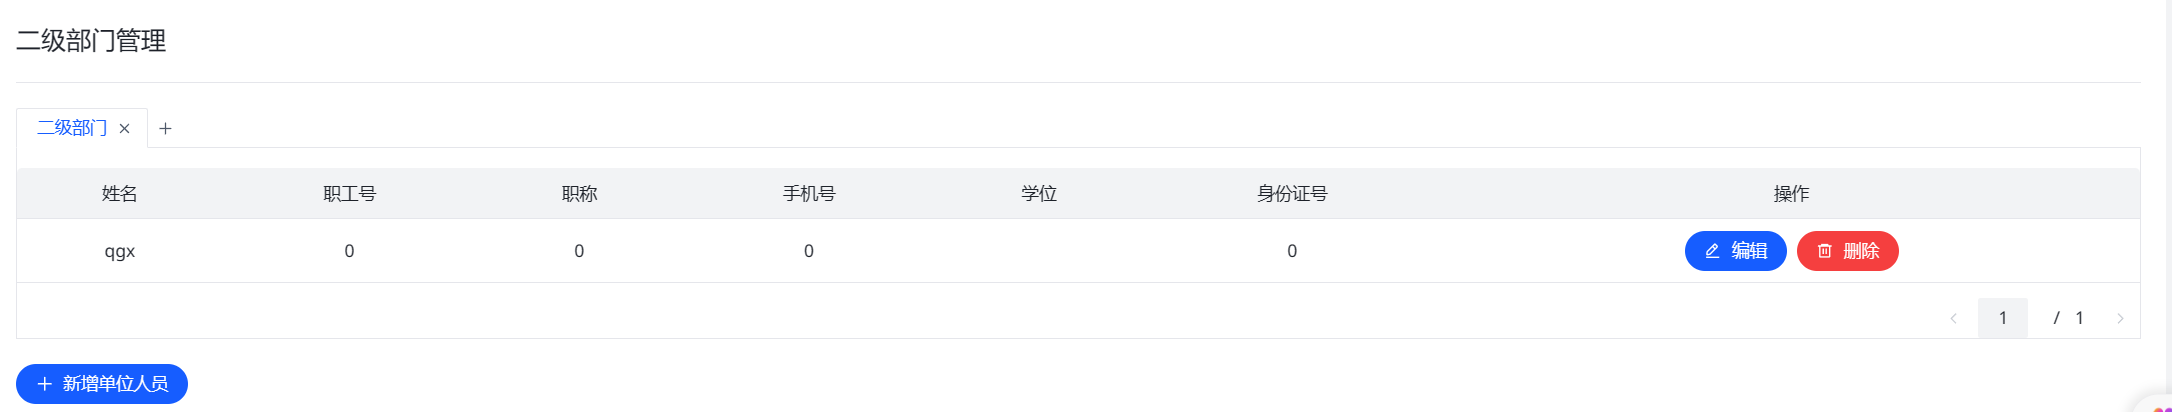 二级部门管理
二级部门
姓名 职工号 职称 手机号 学位 身份证号 操作
qgx 0 0 0 0 编辑 删除
1 / 1
新增单位人员